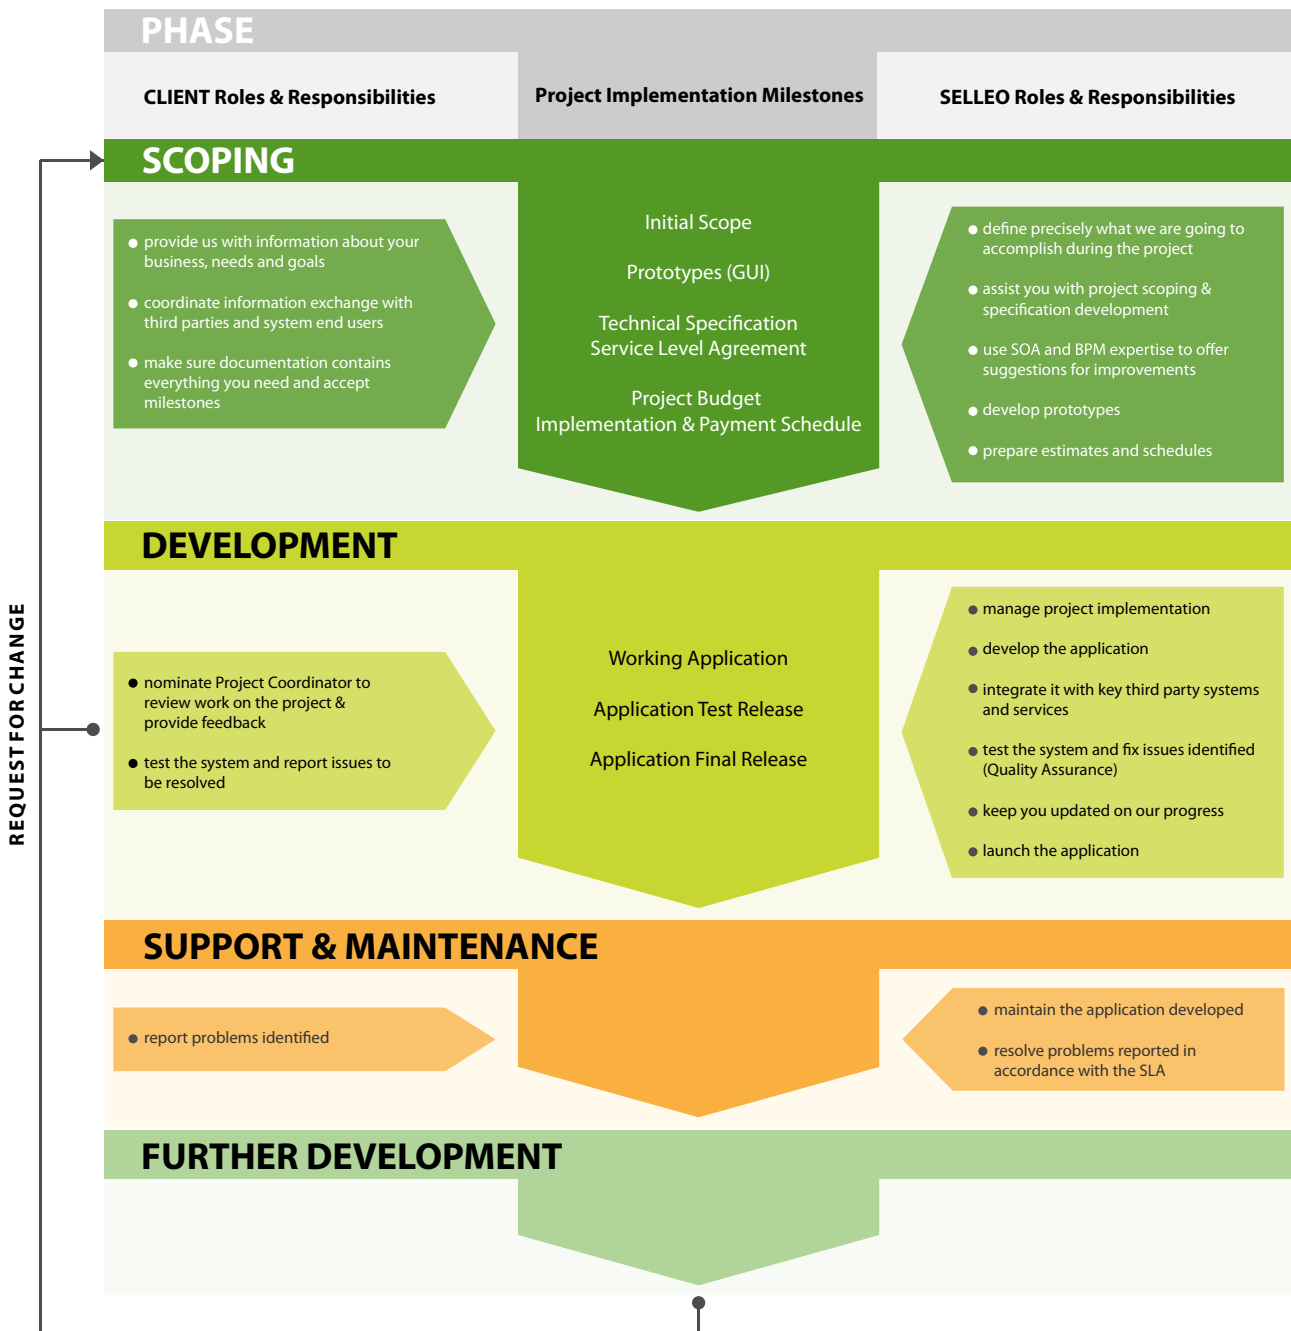 PHASE
CLIENT Roles & Responsibilities
Project Implementation Milestones
SELLEO Roles & Responsibilities
SCOPING
provide us with information about your
business, needs and goals
coordinate information exchange with
third parties and system end users
make sure documentation contains
everything you need and accept
milestones
Initial Scope
Prototypes (GUI)
Technical Specification
Service Level Agreement
Project Budget
Implementation & Payment Schedule
define precisely what we are going to
accomplish during the project
assist you with project scoping &
specification development
use SOA and BPM expertise to offer
suggestions for improvements
develop prototypes
prepare estimates and schedules
DEVELOPMENT
nominate Project Coordinator to
review work on the project &
provide feedback
test the system and report issues to
be resolved
Working Application
Application Test Release
Application Final Release
manage project implementation
develop the application
integrate it with key third party systems
and services
test the system and fix issues identified
(Quality Assurance)
keep you updated on our progress
launch the application
SUPPORT & MAINTENANCE
report problems identified
maintain the application developed
resolve problems reported in
accordance with the SLA
FURTHER DEVELOPMENT
REQUEST FOR CHANGE